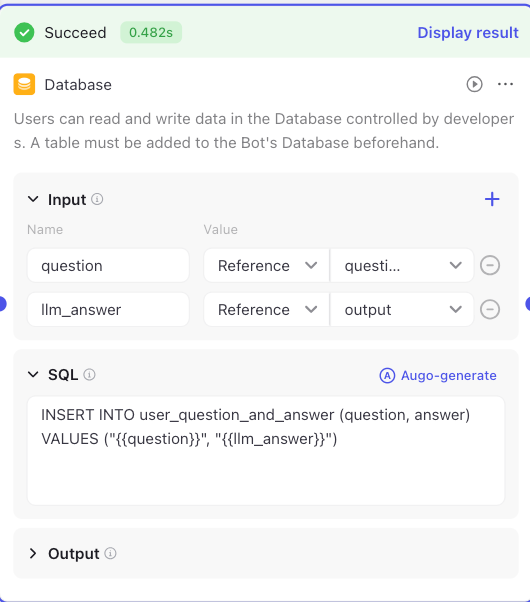 Succeed 0.482s Display result
Database
Users can read and write data in the Database controlled by developer
s. A table must be added to the Bot's Database beforehand.
Input
Name Value
question Reference questi...
llm_answer Reference output
SQL Augo-generate
INSERT INTO user_question_and_answer (question, answer)
VALUES ("{{question}}", "{{llm_answer}}")
Output